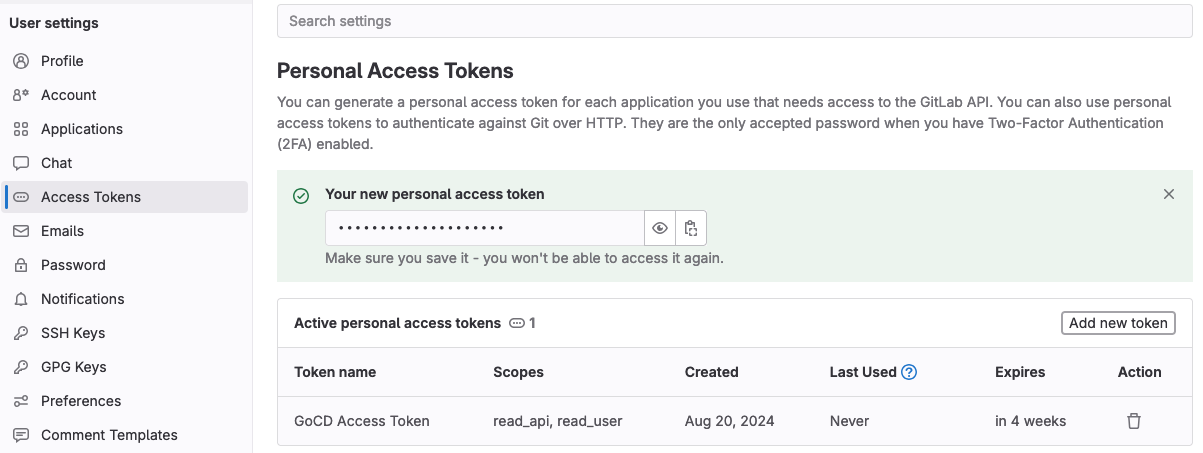 User settings
Profile
Account
Applications
Chat
Access Tokens
Emails
Password
Notifications
SSH Keys
GPG Keys
Preferences
Comment Templates
Search settings
Personal Access Tokens
You can generate a personal access token for each application you use that needs access to the GitLab API. You can also use personal
access tokens to authenticate against Git over HTTP. They are the only accepted password when you have Two-Factor Authentication
(2FA) enabled.
Your new personal access token
••••••••••••••••••••
Make sure you save it - you won't be able to access it again.
Active personal access tokens 1
Add new token
Token name Scopes Created Last Used Expires Action
GoCD Access Token read_api, read_user Aug 20, 2024 Never in 4 weeks